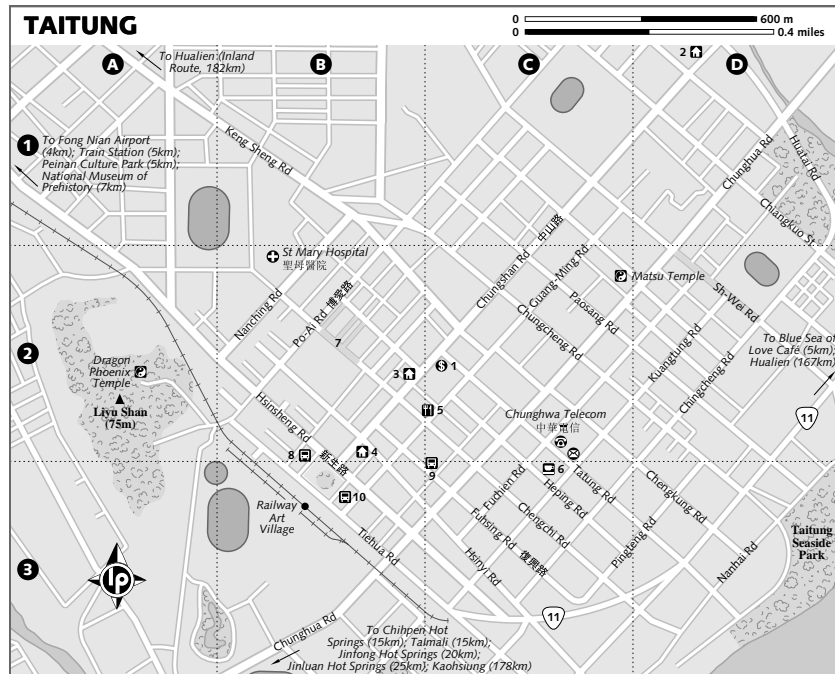 TAITUNG
0 600 m
0 0.4 miles
A
B
C
D
1
2
3
To Hualien (Inland
Route, 182km)
2
To Fong Nian Airport
(4km); Train Station (5km);
Peinan Culture Park (5km);
National Museum of
Prehistory (7km)
Keng Sheng Rd
Chunghua Rd
Huatai Rd
Chiangkuo St
St Mary Hospital
聖母醫院
Chungshan Rd 中山路
Guang-Ming Rd
Paosang Rd
Chungcheng Rd
Matsu Temple
Sh-Wei Rd
Nanching Rd
Po-Ai Rd 博愛路
7
Kuangtung Rd
Chingcheng Rd
To Blue Sea of
Love Café (5km);
Hualien (167km)
Dragon
Phoenix
Temple
Liyu Shan
(75m)
3
$ 1
5
11
Chunghwa Telecom
中華電信
Hsinsheng Rd 新生路
8
4
9
6
10
Railway
Art
Village
Tiehua Rd
Fuchien Rd
Heping Rd
Tatung Rd
Chengkung Rd
Chengchi Rd
Fuhsing Rd 復興路
Hsinyi Rd
Pingteng Rd
Nanhai Rd
Taitung
Seaside
Park
lp
11
Chunghua Rd
To Chihpen Hot
Springs (15km); Taimali (15km);
Jinfong Hot Springs (20km);
Jinluan Hot Springs (25km); Kaohsiung (178km)